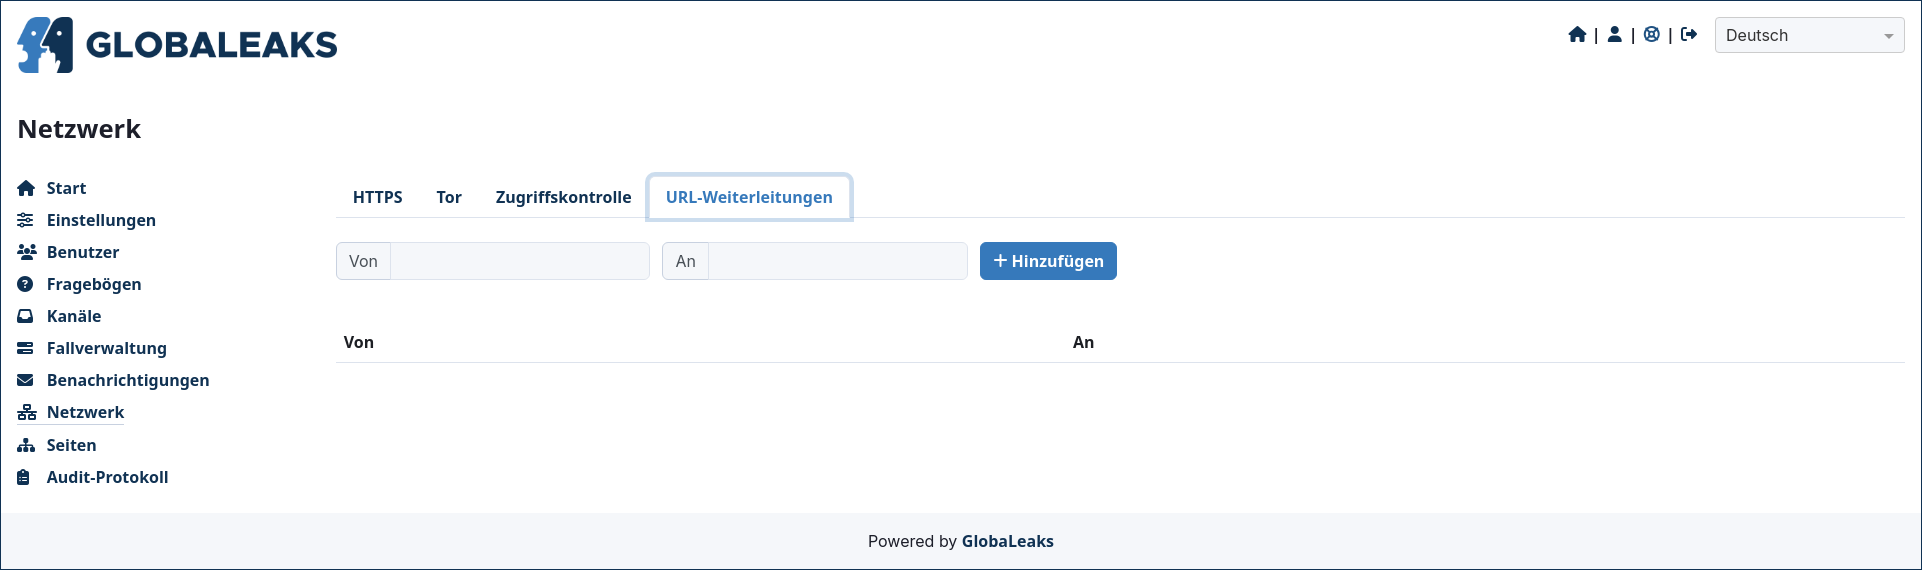 GLOBALEAKS
| | |
Deutsch
Netzwerk
Start
Einstellungen
Benutzer
Fragebögen
Kanäle
Fallverwaltung
Benachrichtigungen
Netzwerk
Seiten
Audit-Protokoll
HTTPS Tor Zugriffskontrolle URL-Weiterleitungen
Von An + Hinzufügen
Von An
Powered by GlobaLeaks